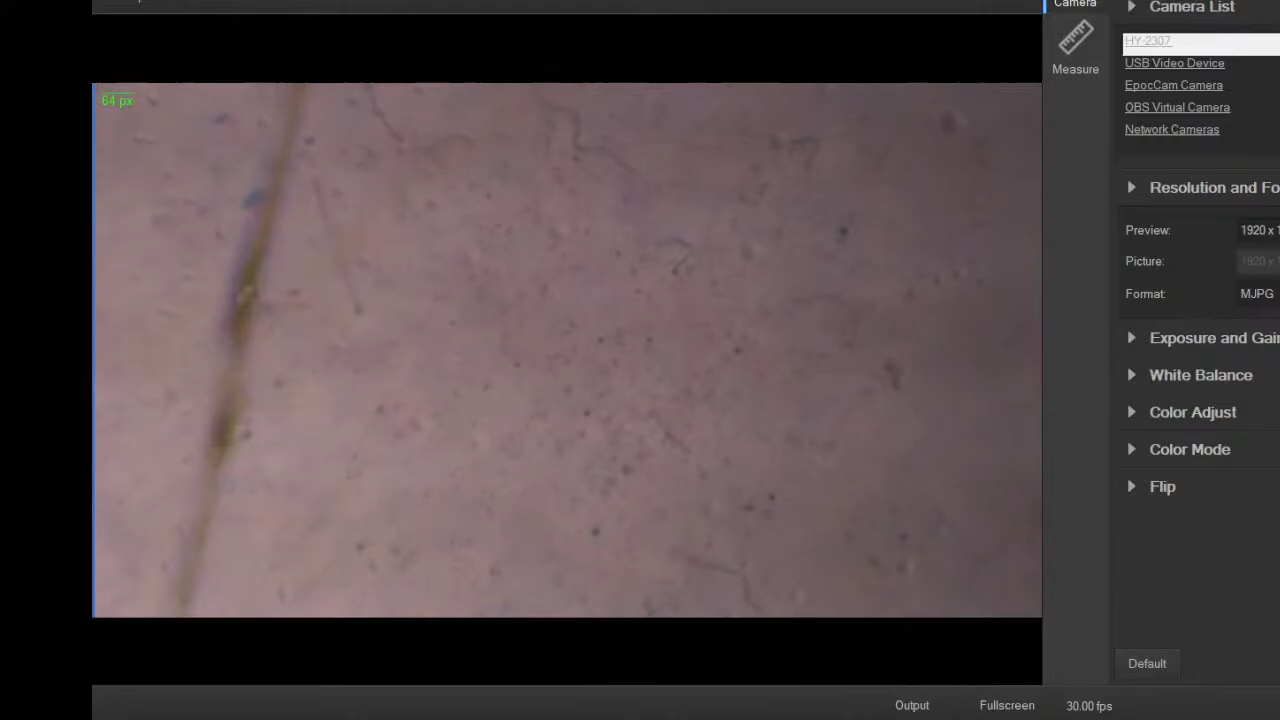 Camera
Camera List
Measure
64 px
HY-2307
USB Video Device
EpocCam Camera
OBS Virtual Camera
Network Cameras
Resolution and Fo
Preview: 1920 x 1
Picture: 1920 x 1
Format: MJPG
Exposure and Gai
White Balance
Color Adjust
Color Mode
Flip
Default
Output Fullscreen 30.00 fps